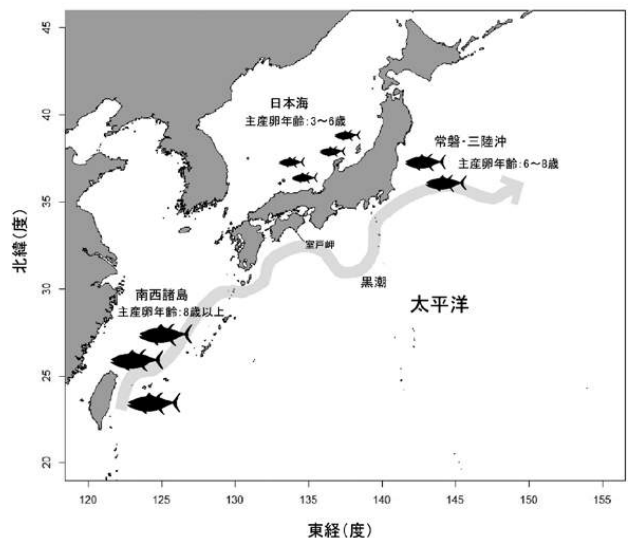 45
40
35
30
25
20
北緯(度)
日本海
主産卵年齢:3～6歳
常磐・三陸沖
主産卵年齢:6～8歳
室戸岬
黒潮
南西諸島
主産卵年齢:8歳以上
太平洋
120
125
130
135
140
145
150
155
東経(度)